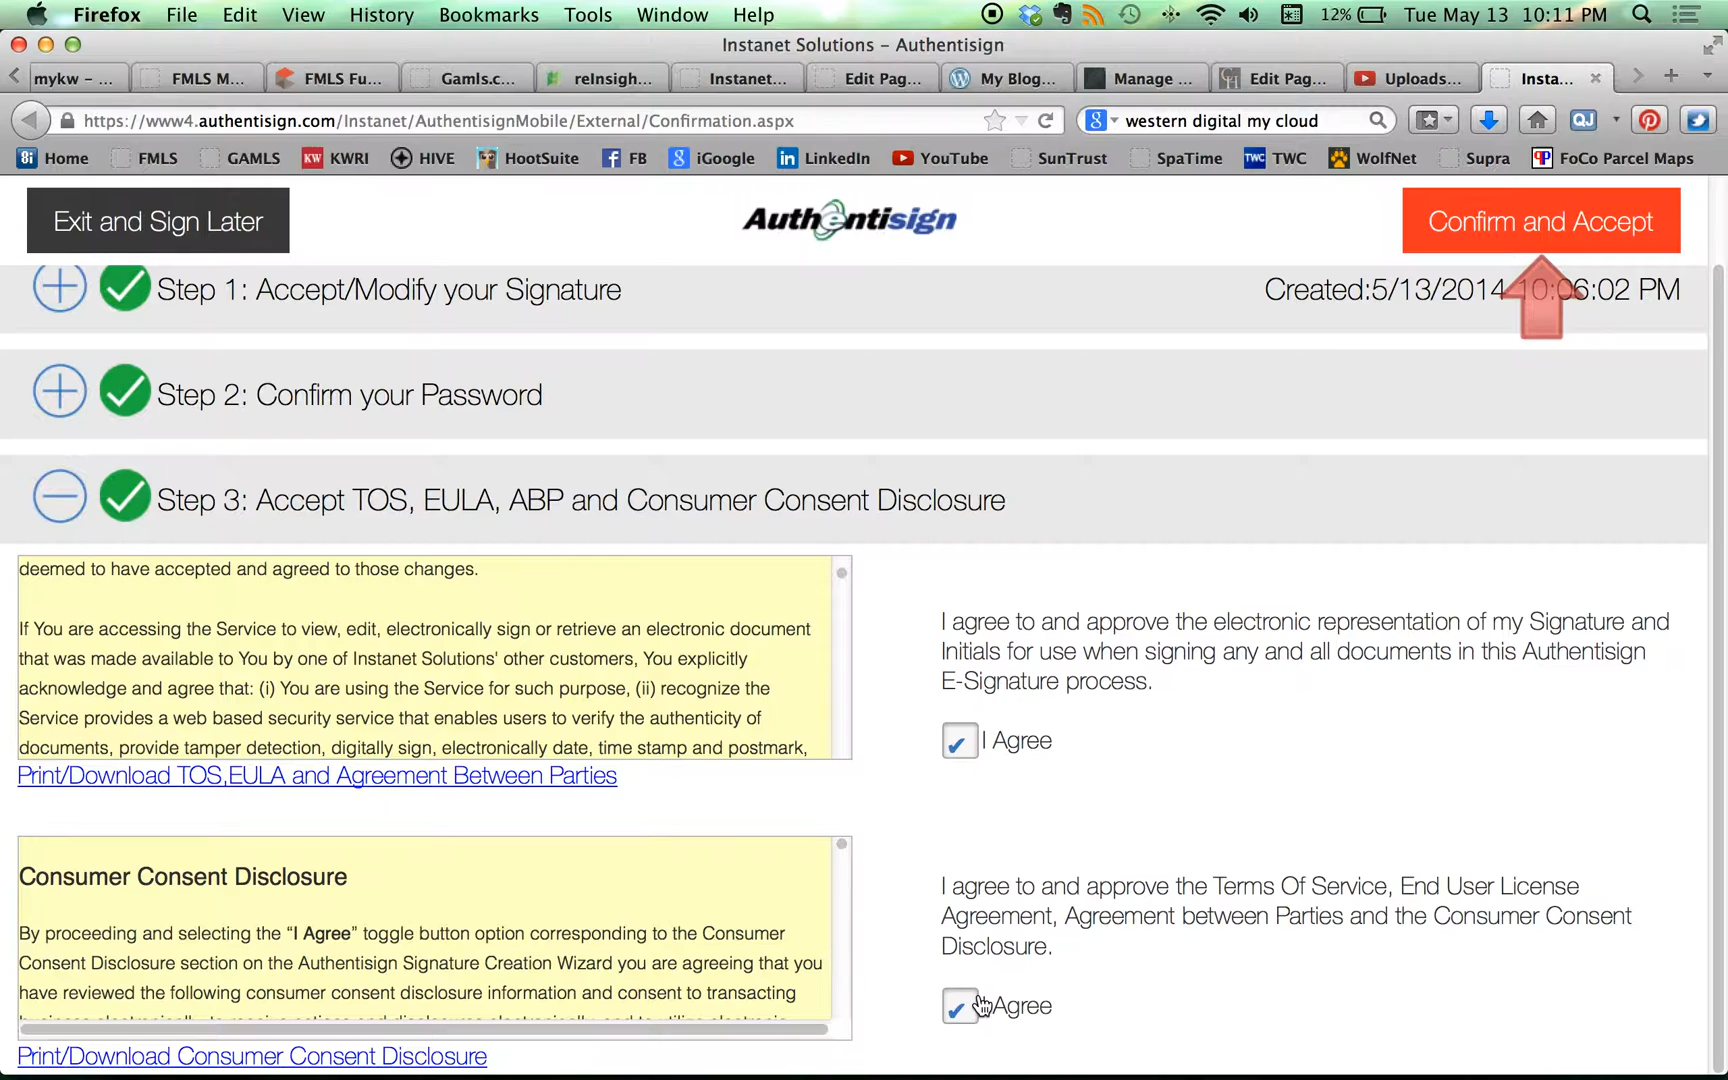 Firefox File Edit View History Bookmarks Tools Window Help 12% Tue May 13 10:11 PM
Instanet Solutions – Authentisign
mykw – ... FMLS M... FMLS Fu... Gamls.c... reInsigh... Instanet... Edit Pag... My Blog... Manage ... Edit Pag... Uploads... Insta...
https://www4.authentisign.com/Instanet/AuthentisignMobile/External/Confirmation.aspx western digital my cloud
Home FMLS GAMLS KWRI HIVE HootSuite FB iGoogle LinkedIn YouTube SunTrust SpaTime TWC WolfNet Supra FoCo Parcel Maps
Exit and Sign Later Authentisign Confirm and Accept
Step 1: Accept/Modify your Signature Created:5/13/2014 10:06:02 PM
Step 2: Confirm your Password
Step 3: Accept TOS, EULA, ABP and Consumer Consent Disclosure
deemed to have accepted and agreed to those changes.
If You are accessing the Service to view, edit, electronically sign or retrieve an electronic document
that was made available to You by one of Instanet Solutions' other customers, You explicitly
acknowledge and agree that: (i) You are using the Service for such purpose, (ii) recognize the
Service provides a web based security service that enables users to verify the authenticity of
documents, provide tamper detection, digitally sign, electronically date, time stamp and postmark,
Print/Download TOS,EULA and Agreement Between Parties
I agree to and approve the electronic representation of my Signature and
Initials for use when signing any and all documents in this Authentisign
E-Signature process.
I Agree
Consumer Consent Disclosure
By proceeding and selecting the “I Agree” toggle button option corresponding to the Consumer
Consent Disclosure section on the Authentisign Signature Creation Wizard you are agreeing that you
have reviewed the following consumer consent disclosure information and consent to transacting
Print/Download Consumer Consent Disclosure
I agree to and approve the Terms Of Service, End User License
Agreement, Agreement between Parties and the Consumer Consent
Disclosure.
Agree